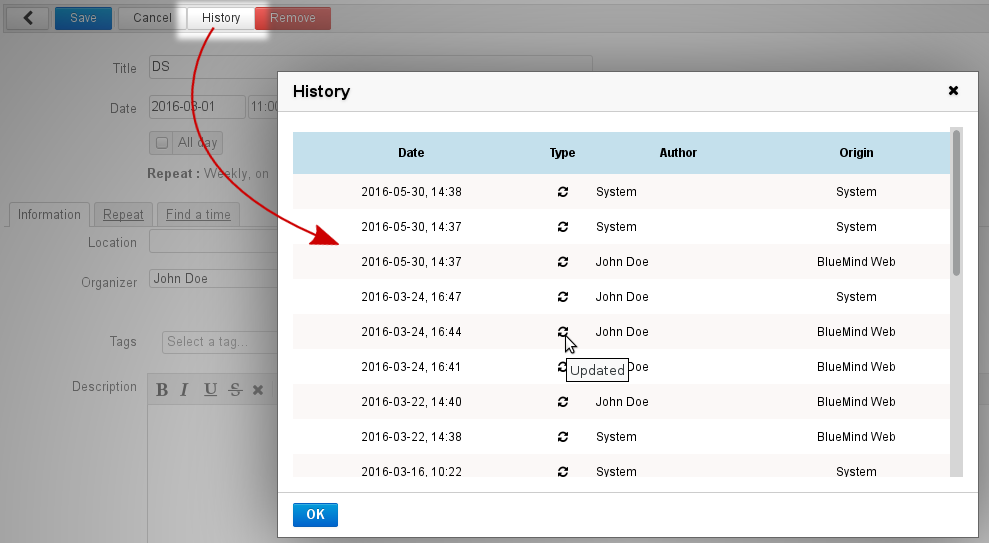 Save Cancel History Remove
Title DS
Date 2016-03-01 11:00
All day
Repeat : Weekly, on
Information Repeat Find a time
Location
Organizer John Doe
Tags Select a tag...
Description B I U S
History
Date Type Author Origin
2016-05-30, 14:38 System System
2016-05-30, 14:37 System System
2016-05-30, 14:37 John Doe BlueMind Web
2016-03-24, 16:47 John Doe System
2016-03-24, 16:44 John Doe BlueMind Web
2016-03-24, 16:41 Doe BlueMind Web
Updated
2016-03-22, 14:40 John Doe BlueMind Web
2016-03-22, 14:38 System BlueMind Web
2016-03-16, 10:22 System System
OK